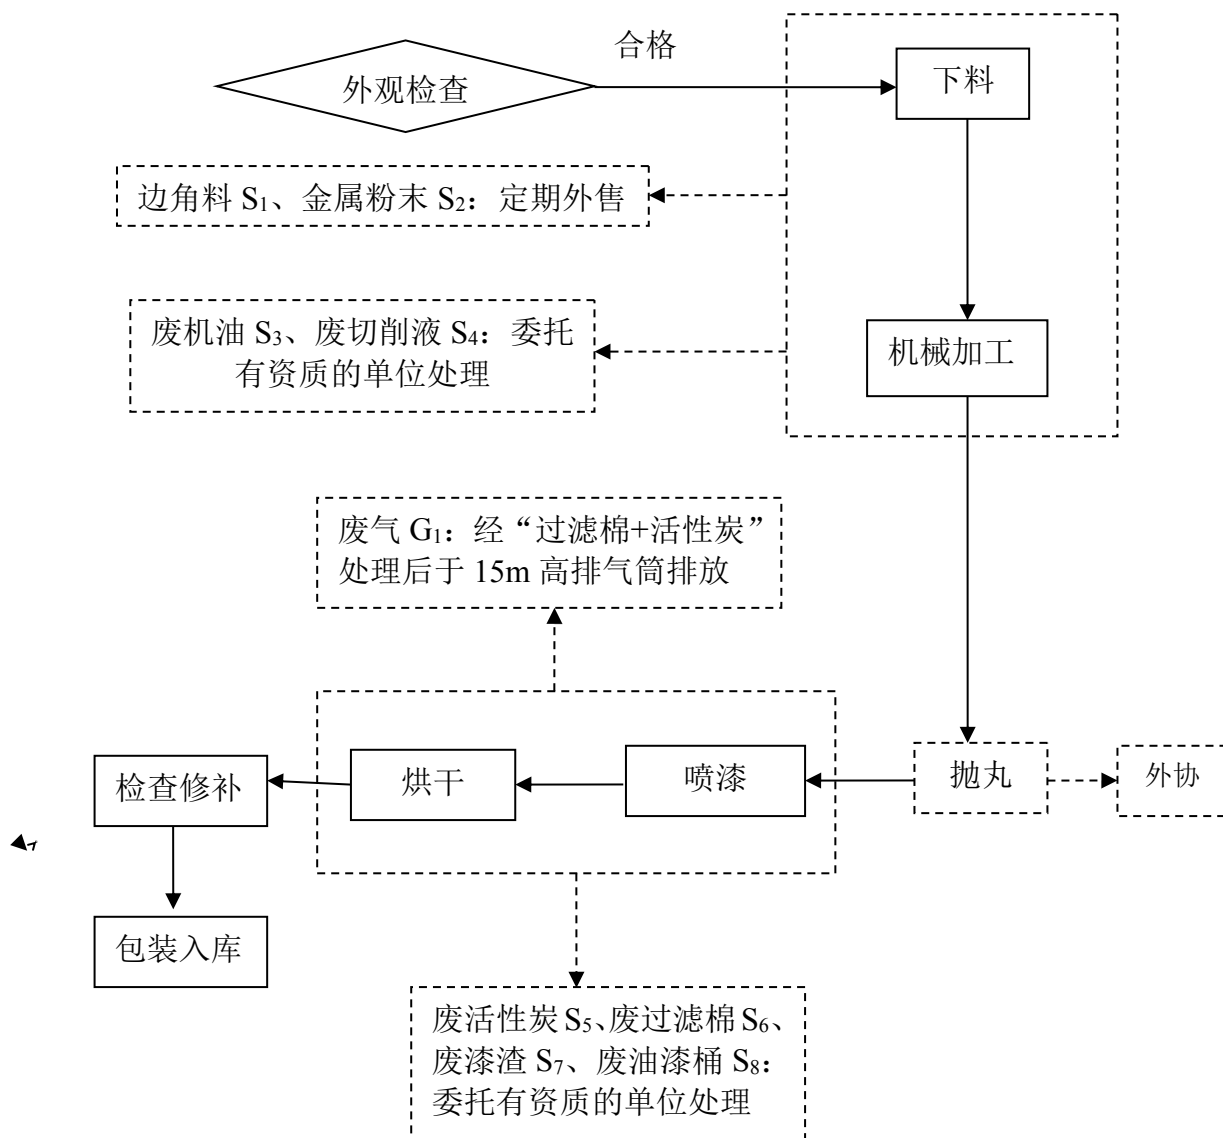 合格
外观检查
下料
边角料 S₁、金属粉末 S₂：定期外售
废机油 S₃、废切削液 S₄：委托
有资质的单位处理
机械加工
废气 G₁：经“过滤棉+活性炭”
处理后于 15m 高排气筒排放
检查修补
烘干
喷漆
抛丸
外协
包装入库
废活性炭 S₅、废过滤棉 S₆、
废漆渣 S₇、废油漆桶 S₈：
委托有资质的单位处理